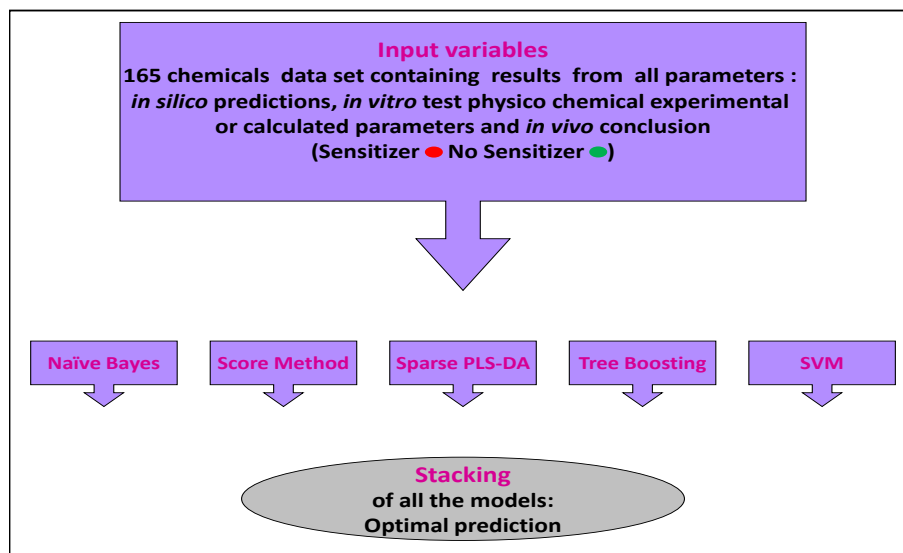 Input variables
165 chemicals data set containing results from all parameters :
in silico predictions, in vitro test physico chemical experimental
or calculated parameters and in vivo conclusion
(Sensitizer No Sensitizer )
Naïve Bayes
Score Method
Sparse PLS-DA
Tree Boosting
SVM
Stacking
of all the models:
Optimal prediction